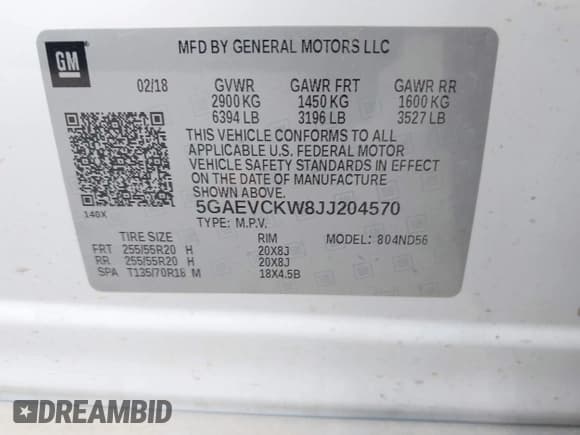 GM
MFD BY GENERAL MOTORS LLC
02/18 GVWR GAWR FRT GAWR RR
2900 KG 1450 KG 1600 KG
6394 LB 3196 LB 3527 LB
THIS VEHICLE CONFORMS TO ALL
APPLICABLE U.S. FEDERAL MOTOR
VEHICLE SAFETY STANDARDS IN EFFECT
ON THE DATE OF MANUFACTURE
SHOWN ABOVE.
140X
5GAEVCKW8JJ204570
TYPE: M.P.V.
TIRE SIZE RIM MODEL: 804ND56
FRT 255/55R20 H 20X8J
RR 255/55R20 H 20X8J
SPA T135/70R18 M 18X4.5B
DREAMBID